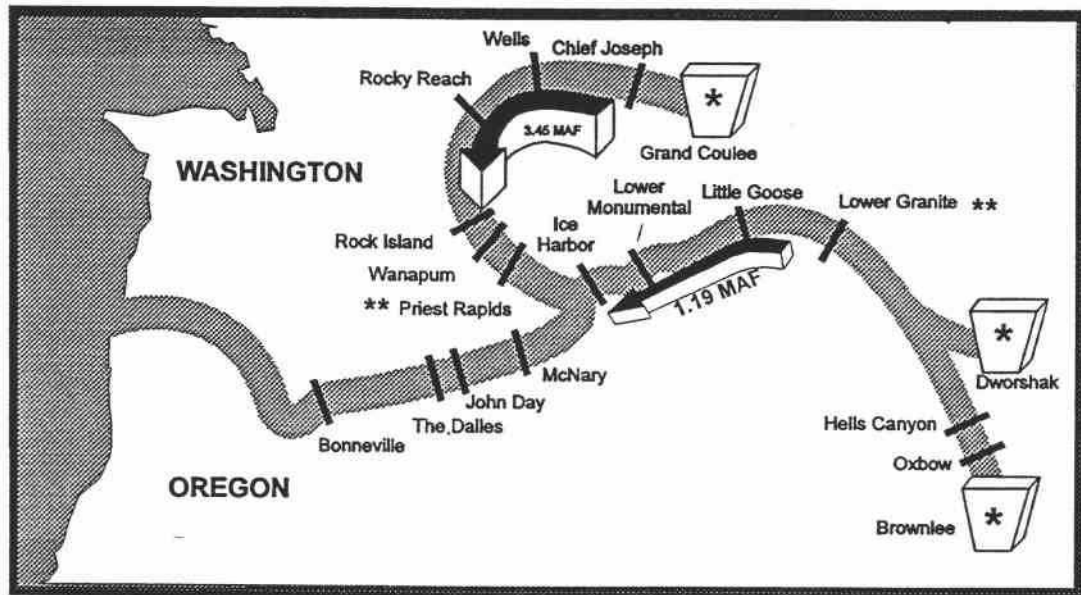 Wells
Chief Joseph
Rocky Reach
*
3.45 MAF
Grand Coulee
WASHINGTON
Lower
Monumental
Little Goose
Lower Granite **
Ice
Harbor
Rock Island
Wanapum
** Priest Rapids
1.19 MAF
*
Dworshak
McNary
John Day
The Dalles
Bonneville
Hells Canyon
Oxbow
OREGON
*
Brownlee